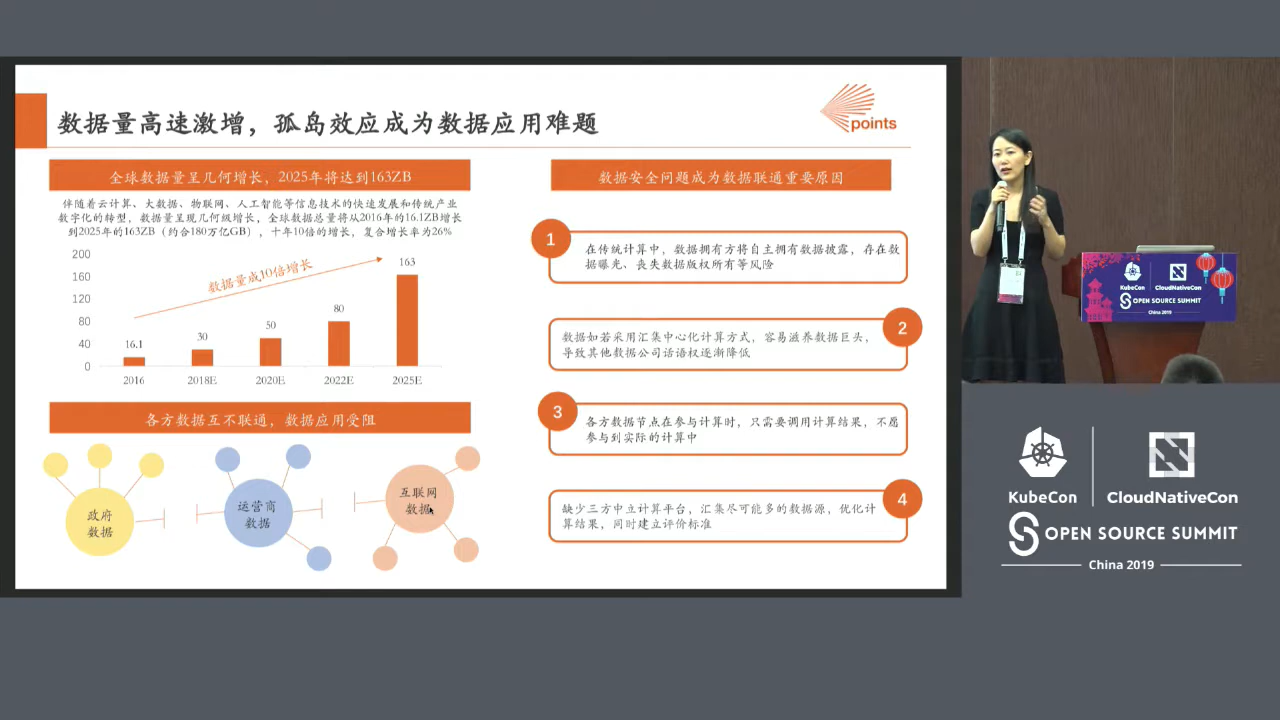 数据量高速激增，孤岛效应成为数据应用难题
points
全球数据量呈几何增长，2025年将达到163ZB
伴随着云计算、大数据、物联网、人工智能等信息技术的快速发展和传统产业
数字化的转型，数据量呈现几何级增长，全球数据总量将从2016年的16.1ZB增长
到2025年的163ZB（约合180万亿GB），十年10倍的增长，复合增长率为26%
200
160
120
80
40
0
数据量成10倍增长
16.1
30
50
80
163
2016
2018E
2020E
2022E
2025E
各方数据互不联通，数据应用受阻
政府
数据
运营商
数据
互联网
数据
数据安全问题成为数据联通重要原因
1
在传统计算中，数据拥有方将自主拥有数据披露，存在数
据曝光、丧失数据版权所有等风险
2
数据如若采用汇集中心化计算方式，容易滋养数据巨头，
导致其他数据公司话语权逐渐降低
3
各方数据节点在参与计算时，只需要调用计算结果，不愿
参与到实际的计算中
4
缺少三方中立计算平台，汇集尽可能多的数据源，优化计
算结果，同时建立评价标准
KubeCon
CloudNativeCon
OPEN SOURCE SUMMIT
China 2019
KubeCon
CloudNativeCon
OPEN SOURCE SUMMIT
China 2019